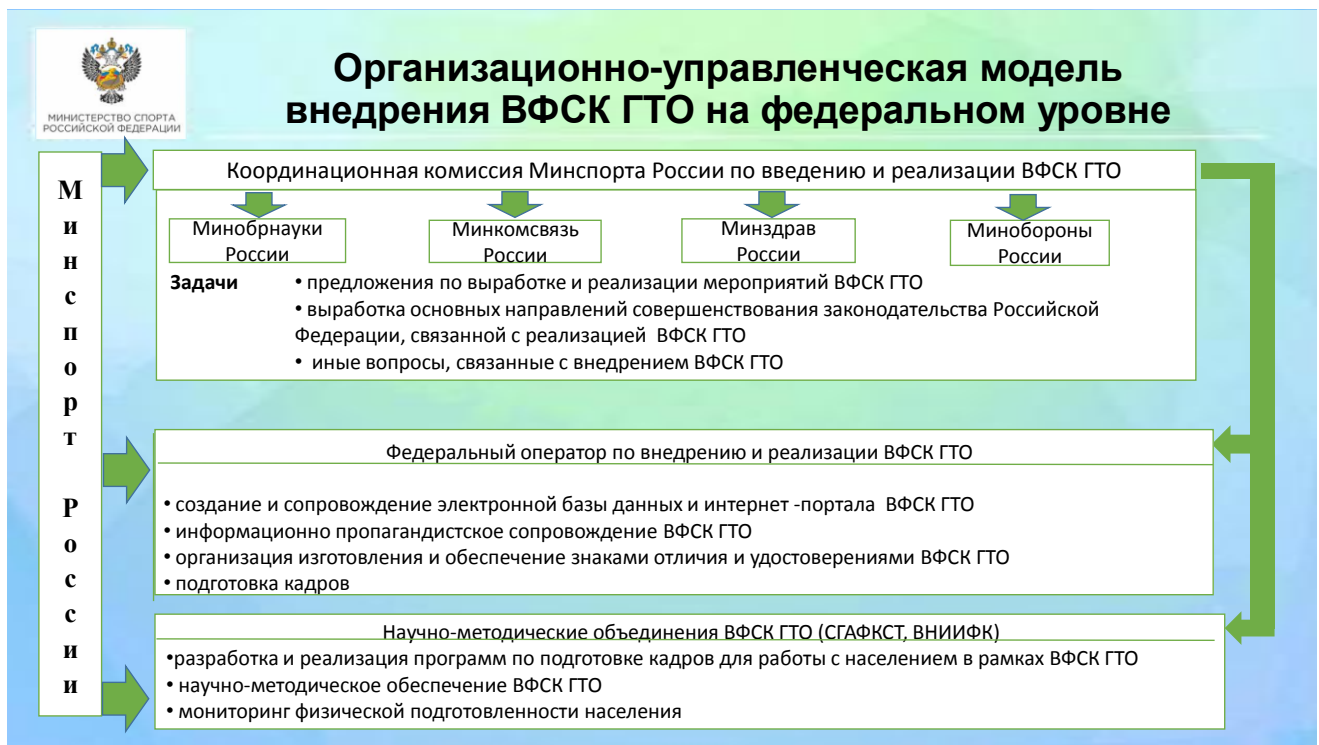 МИНИСТЕРСТВО СПОРТА
РОССИЙСКОЙ ФЕДЕРАЦИИ
Организационно-управленческая модель
внедрения ВФСК ГТО на федеральном уровне
Минспорт России
Координационная комиссия Минспорта России по введению и реализации ВФСК ГТО
Минобрнауки
России
Минкомсвязь
России
Минздрав
России
Минобороны
России
Задачи
• предложения по выработке и реализации мероприятий ВФСК ГТО
• выработка основных направлений совершенствования законодательства Российской
Федерации, связанной с реализацией ВФСК ГТО
• иные вопросы, связанные с внедрением ВФСК ГТО
Федеральный оператор по внедрению и реализации ВФСК ГТО
• создание и сопровождение электронной базы данных и интернет -портала ВФСК ГТО
• информационно пропагандистское сопровождение ВФСК ГТО
• организация изготовления и обеспечение знаками отличия и удостоверениями ВФСК ГТО
• подготовка кадров
Научно-методические объединения ВФСК ГТО (СГАФКСТ, ВНИИФК)
•разработка и реализация программ по подготовке кадров для работы с населением в рамках ВФСК ГТО
• научно-методическое обеспечение ВФСК ГТО
• мониторинг физической подготовленности населения